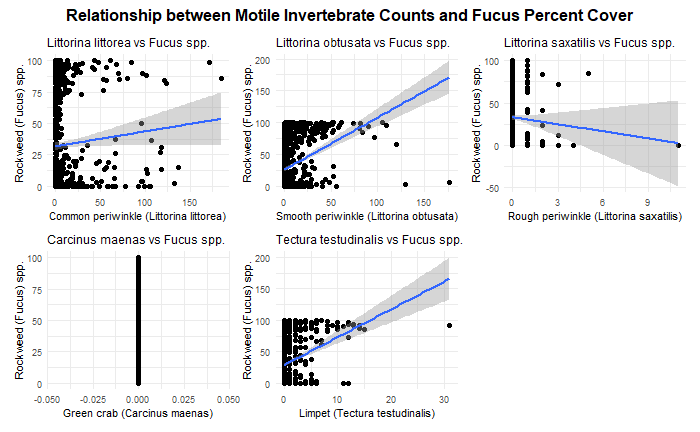 Relationship between Motile Invertebrate Counts and Fucus Percent Cover
Littorina littorea vs Fucus spp.
Rockweed (Fucus) spp.
100
75
50
25
0
0
50
100
150
Common periwinkle (Littorina littorea)
Littorina obtusata vs Fucus spp.
Rockweed (Fucus) spp.
200
150
100
50
0
0
50
100
150
Smooth periwinkle (Littorina obtusata)
Littorina saxatilis vs Fucus spp.
Rockweed (Fucus) spp.
100
50
0
-50
0
3
6
9
Rough periwinkle (Littorina saxatilis)
Carcinus maenas vs Fucus spp.
Rockweed (Fucus) spp.
100
75
50
25
0
-0.050
-0.025
0.000
0.025
0.050
Green crab (Carcinus maenas)
Tectura testudinalis vs Fucus spp.
Rockweed (Fucus) spp.
200
150
100
50
0
0
10
20
30
Limpet (Tectura testudinalis)